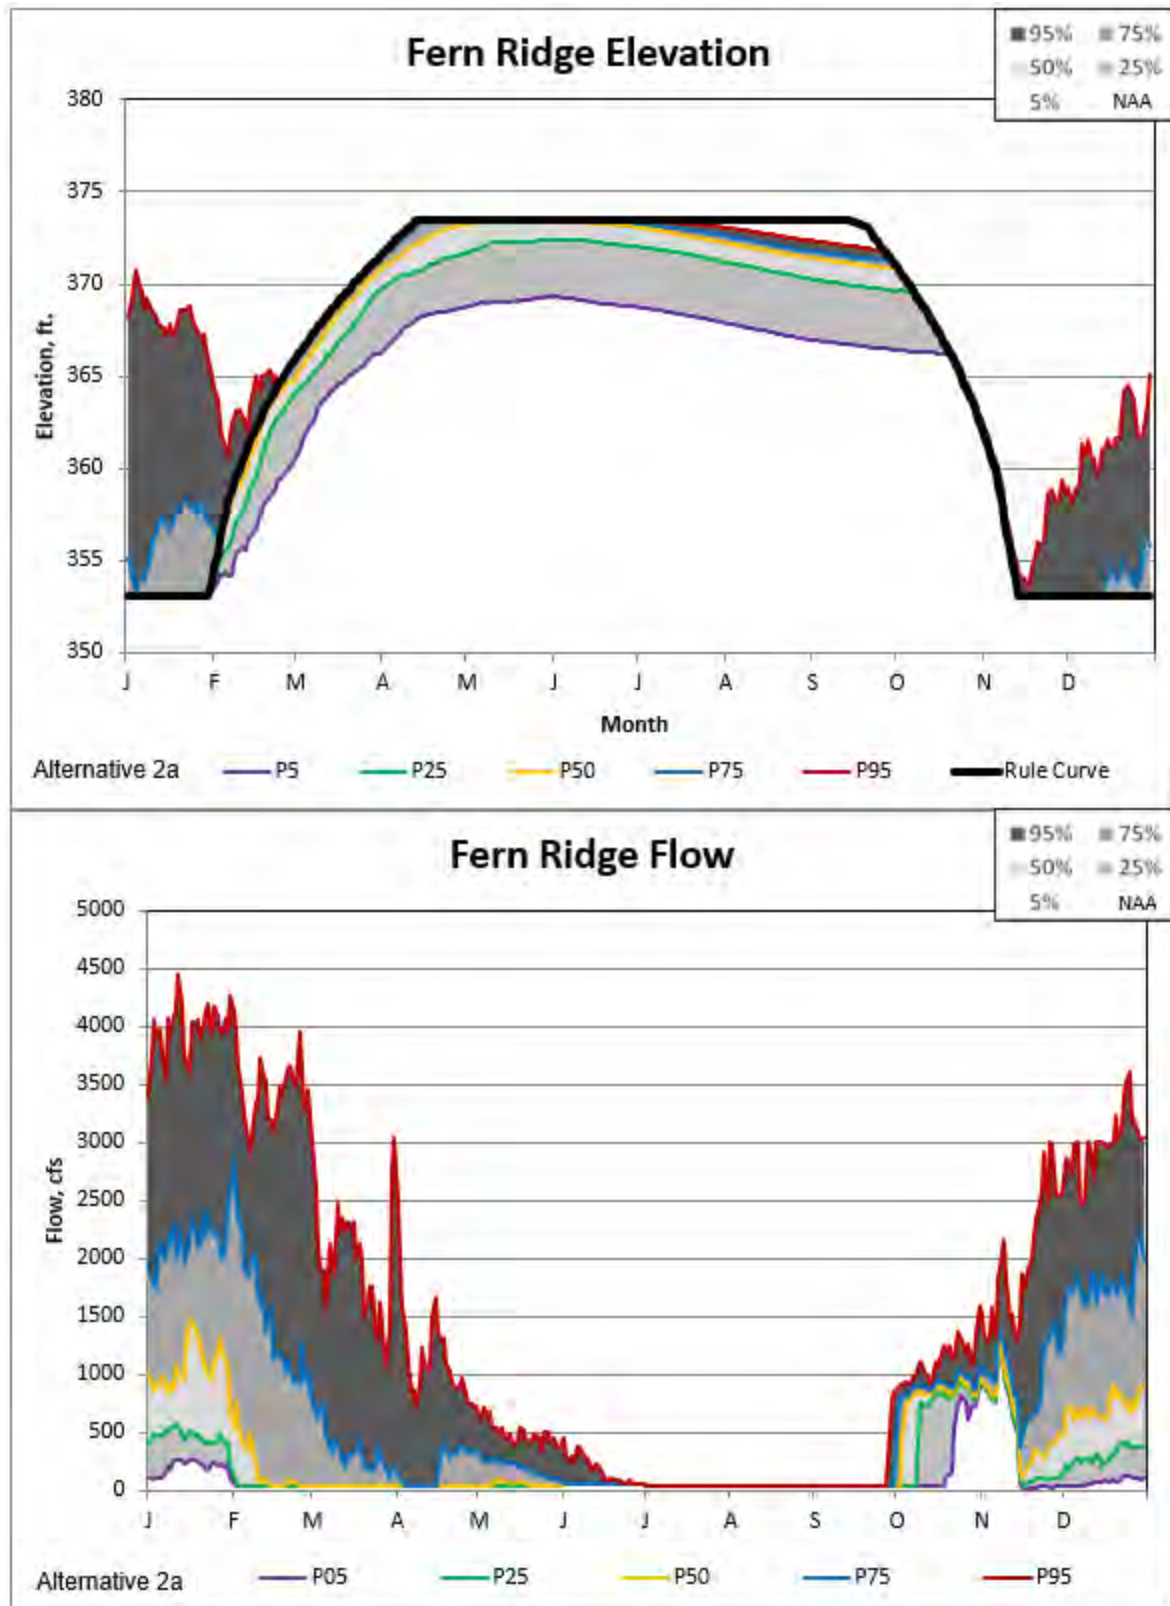 Fern Ridge Elevation
■95% ■75%
■50% ■25%
5% NAA
380
375
370
365
360
355
350
Elevation, ft.
J F M A M J J A S O N D
Month
Alternative 2a P5 P25 P50 P75 P95 Rule Curve
Fern Ridge Flow
■95% ■75%
■50% ■25%
5% NAA
5000
4500
4000
3500
3000
2500
2000
1500
1000
500
0
Flow, cfs
J F M A M J J A S O N D
Alternative 2a P05 P25 P50 P75 P95